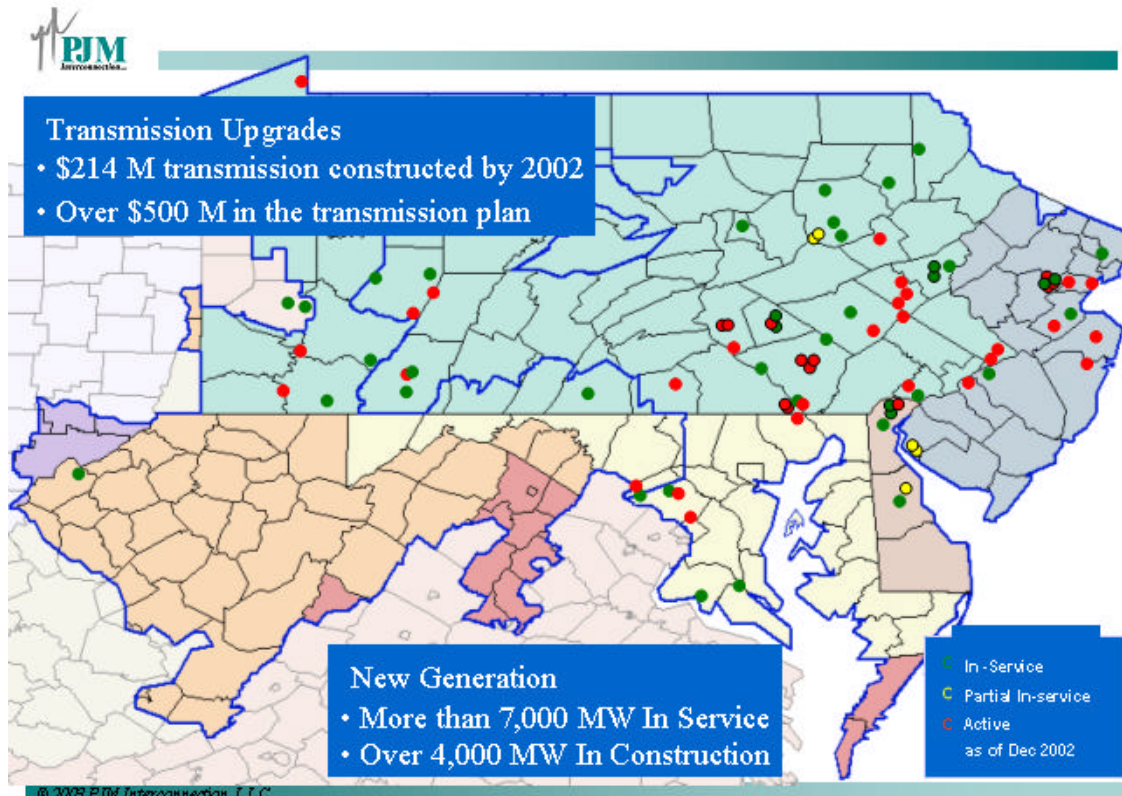 PJM
Interconnection, LLC
Transmission Upgrades
• $214 M transmission constructed by 2002
• Over $500 M in the transmission plan
New Generation
• More than 7,000 MW In Service
• Over 4,000 MW In Construction
C In-Service
C Partial In-service
C Active
as of Dec 2002
© 2003 PJM Interconnection, L.L.C.